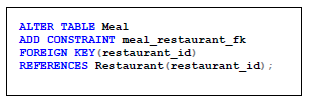 ALTER TABLE Meal
ADD CONSTRAINT meal_restaurant_fk
FOREIGN KEY(restaurant_id)
REFERENCES Restaurant(restaurant_id);